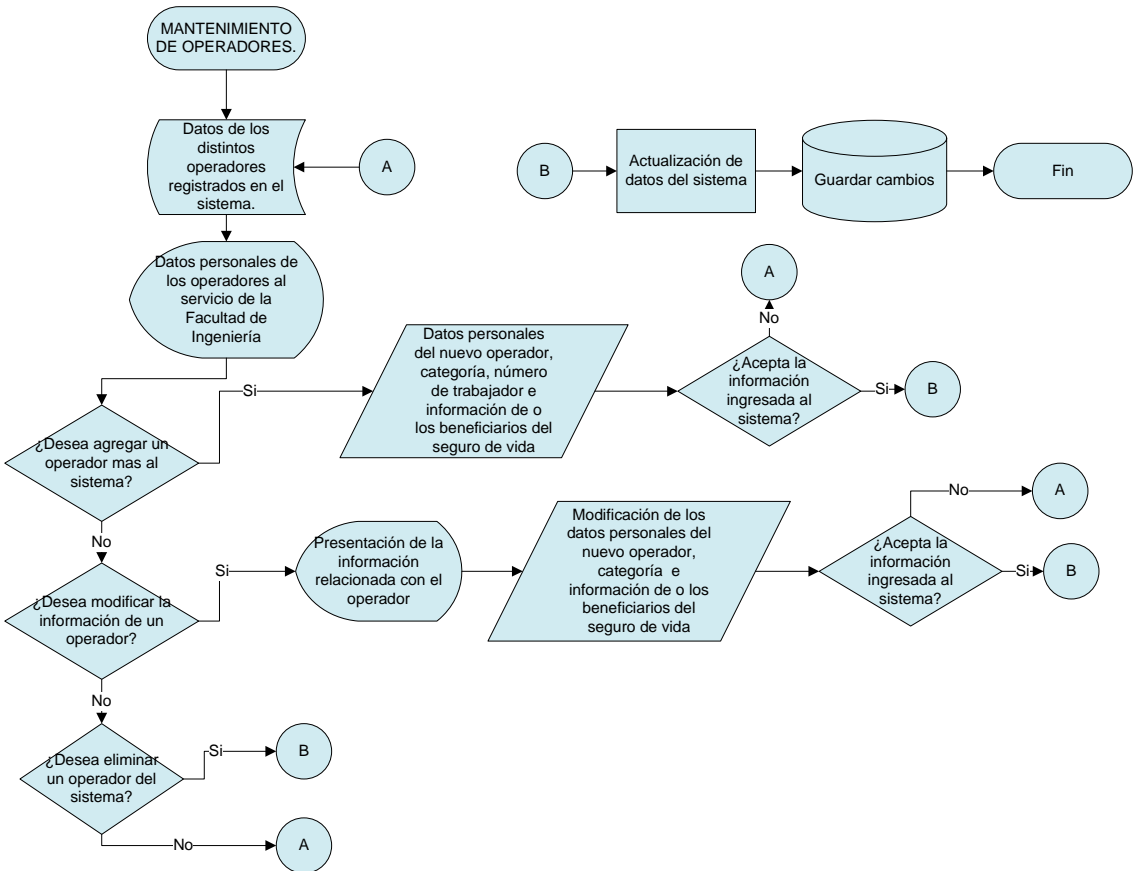 MANTENIMIENTO
DE OPERADORES.
Datos de los
distintos
operadores
registrados en el
sistema.
A
B
Actualización de
datos del sistema
Guardar cambios
Fin
Datos personales de
los operadores al
servicio de la
Facultad de
Ingeniería
A
No
Si
Datos personales
del nuevo operador,
categoría, número
de trabajador e
información de o
los beneficiarios del
seguro de vida
¿Acepta la
información
ingresada al
sistema?
Si
B
¿Desea agregar un
operador mas al
sistema?
No
Si
Presentación de la
información
relacionada con el
operador
Modificación de los
datos personales del
nuevo operador,
categoría e
información de o los
beneficiarios del
seguro de vida
¿Acepta la
información
ingresada al
sistema?
No
A
Si
B
¿Desea modificar la
información de un
operador?
No
¿Desea eliminar
un operador del
sistema?
Si
B
No
A